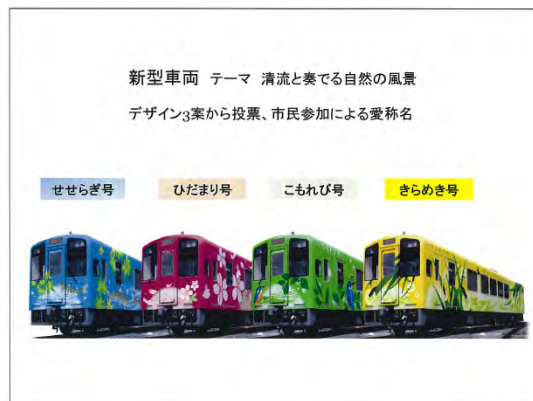 新型車両 テーマ 清流と奏でる自然の風景
デザイン3案から投票、市民参加による愛称名
せせらぎ号 ひだまり号 こもれび号 きらめき号